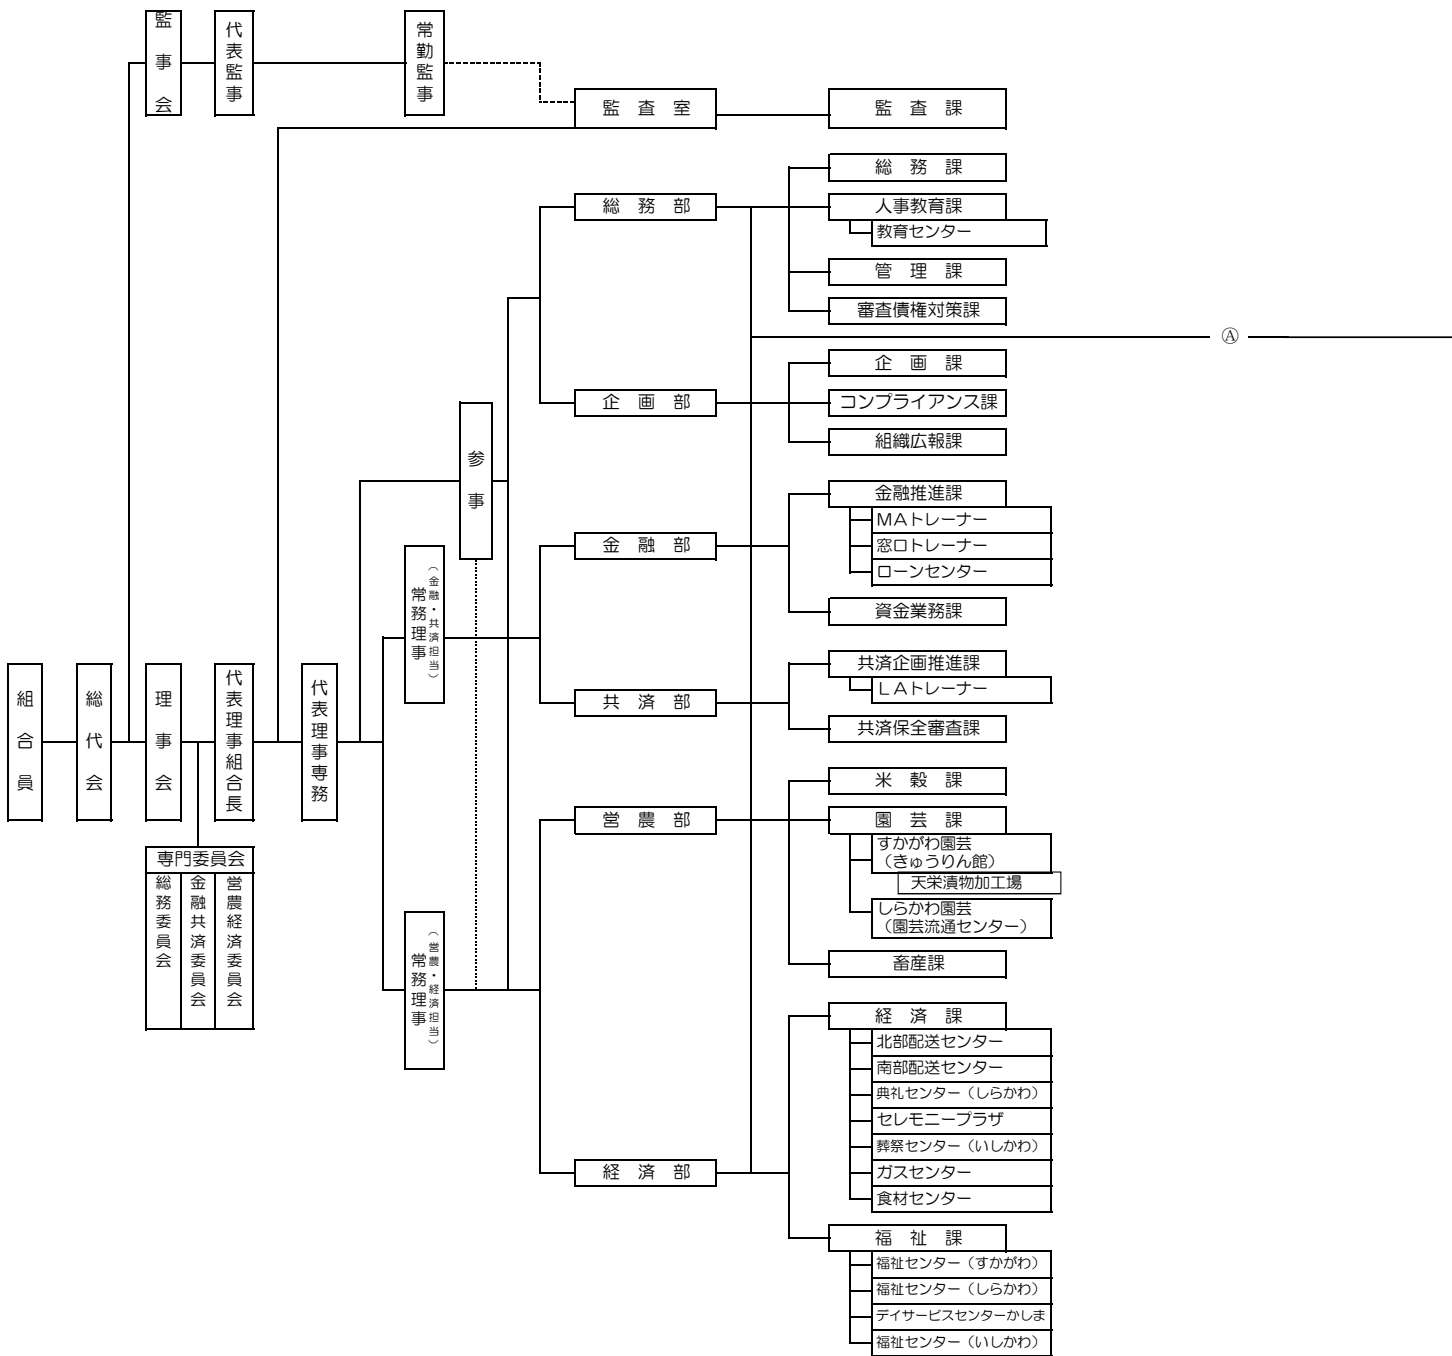 監事会
代表監事
常勤監事
監査室
監査課
総務課
総務部
人事教育課
教育センター
管理課
審査債権対策課
Ⓐ
企画課
企画部
コンプライアンス課
組織広報課
参事
金融推進課
MAトレーナー
金融部
窓口トレーナー
ローンセンター
資金業務課
常務理事
（金融・共済担当）
共済企画推進課
LAトレーナー
共済部
共済保全審査課
組合員
総代会
理事会
代表理事組合長
代表理事専務
米穀課
営農部
園芸課
すかがわ園芸
（きゅうりん館）
天栄漬物加工場
しらかわ園芸
（園芸流通センター）
畜産課
専門委員会
総務委員会
金融共済委員会
営農経済委員会
常務理事
（営農・経済担当）
経済課
北部配送センター
南部配送センター
典礼センター（しらかわ）
セレモニープラザ
葬祭センター（いしかわ）
経済部
ガスセンター
食材センター
福祉課
福祉センター（すかがわ）
福祉センター（しらかわ）
デイサービスセンターかしま
福祉センター（いしかわ）